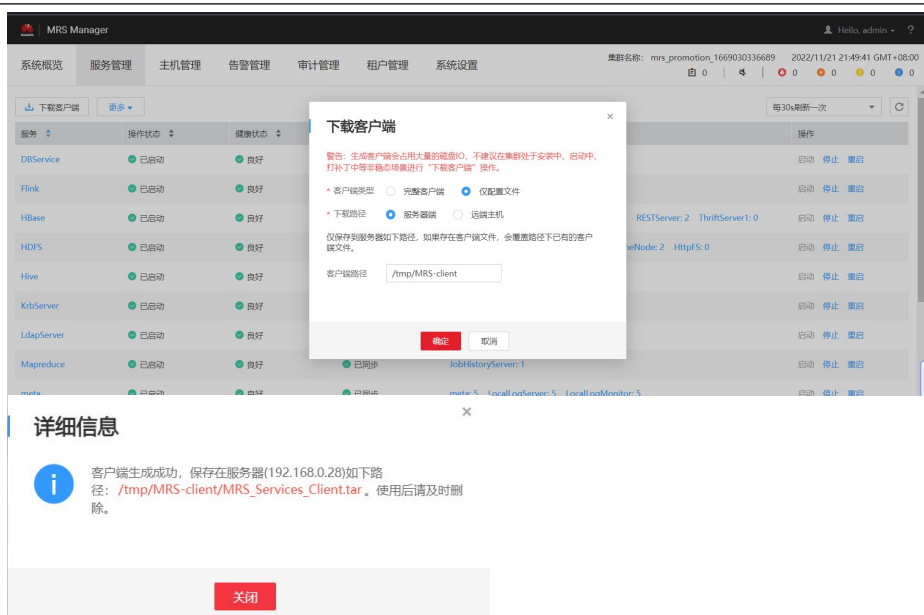 MRS Manager
Hello, admin
?
系统概览 服务管理 主机管理 告警管理 审计管理 租户管理 系统设置
集群名称： mrs_promotion_1669030336689 2022/11/21 21:49:41 GMT+08:00
0 0 0 0 0
下载客户端 更多
每30s刷新一次
服务 操作状态 健康状态 操作
DBService 已启动 良好 启动 停止 重启
Flink 已启动 良好 启动 停止 重启
HBase 已启动 良好 RESTServer: 2 ThriftServer1: 0 启动 停止 重启
HDFS 已启动 良好 eNode: 2 HttpFS: 0 启动 停止 重启
Hive 已启动 良好 启动 停止 重启
KrbServer 已启动 良好 启动 停止 重启
LdapServer 已启动 良好 启动 停止 重启
Mapreduce 已启动 良好 已同步 JobHistoryServer: 1 启动 停止 重启
meta 已启动 良好 已同步 meta: 5 LocalLogServer: 5 LocalLogMonitor: 5 启动 停止 重启
下载客户端
警告：生成客户端会占用大量的磁盘IO，不建议在集群处于安装中、启动中、
打补丁中等非稳态场景进行“下载客户端”操作。
* 客户端类型 完整客户端 仅配置文件
* 下载路径 服务器端 远端主机
仅保存到服务器如下路径，如果存在客户端文件，会覆盖路径下已有的客户
端文件。
客户端路径 /tmp/MRS-client
确定 取消
详细信息
客户端生成成功，保存在服务器(192.168.0.28)如下路
径：/tmp/MRS-client/MRS_Services_Client.tar 。使用后请及时删
除。
关闭